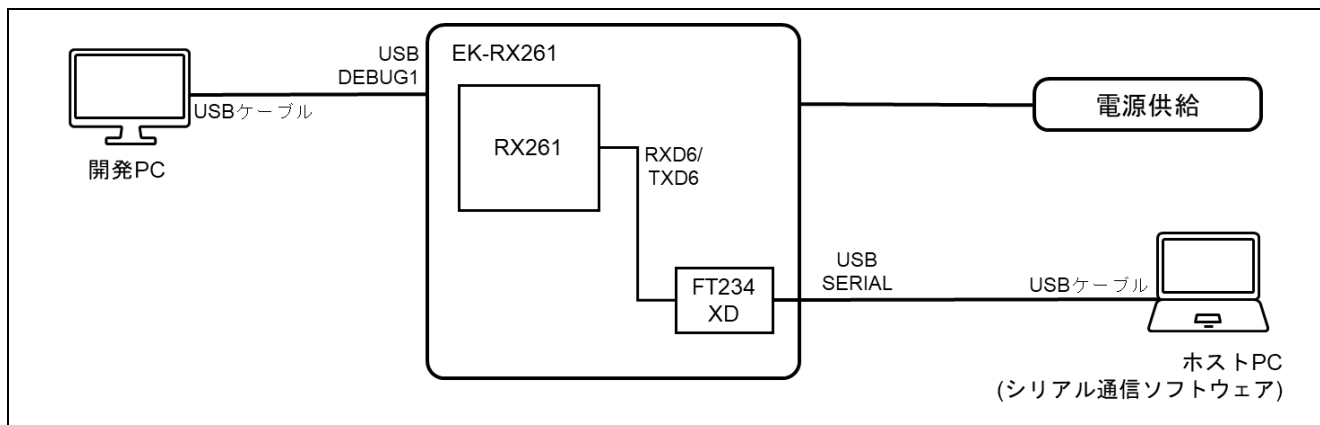 USB
DEBUG1
USBケーブル
開発PC
EK-RX261
RX261
RXD6/
TXD6
FT234
XD
電源供給
USB
SERIAL
USBケーブル
ホストPC
(シリアル通信ソフトウェア)